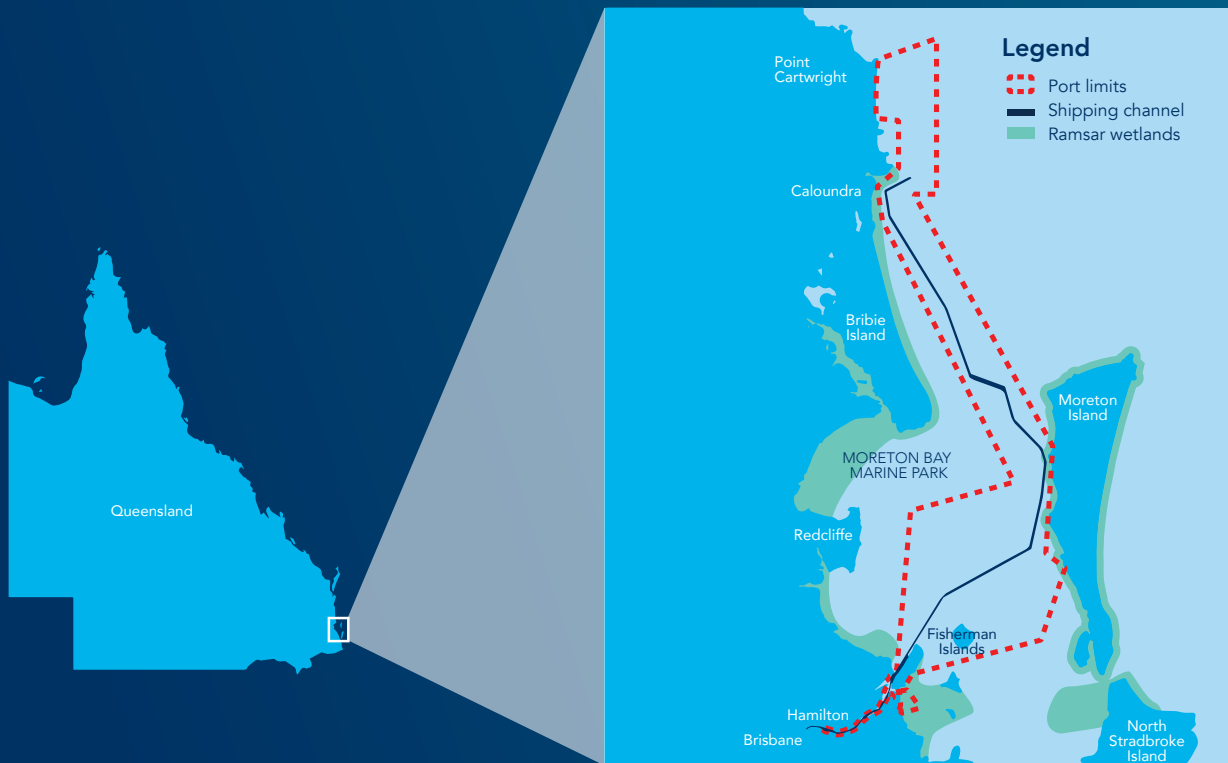 Legend
Port limits
Shipping channel
Ramsar wetlands
Point
Cartwright
Caloundra
Bribie
Island
Moreton
Island
MORETON BAY
MARINE PARK
Queensland
Redcliffe
Fisherman
Islands
Hamilton
Brisbane
North
Stradbroke
Island